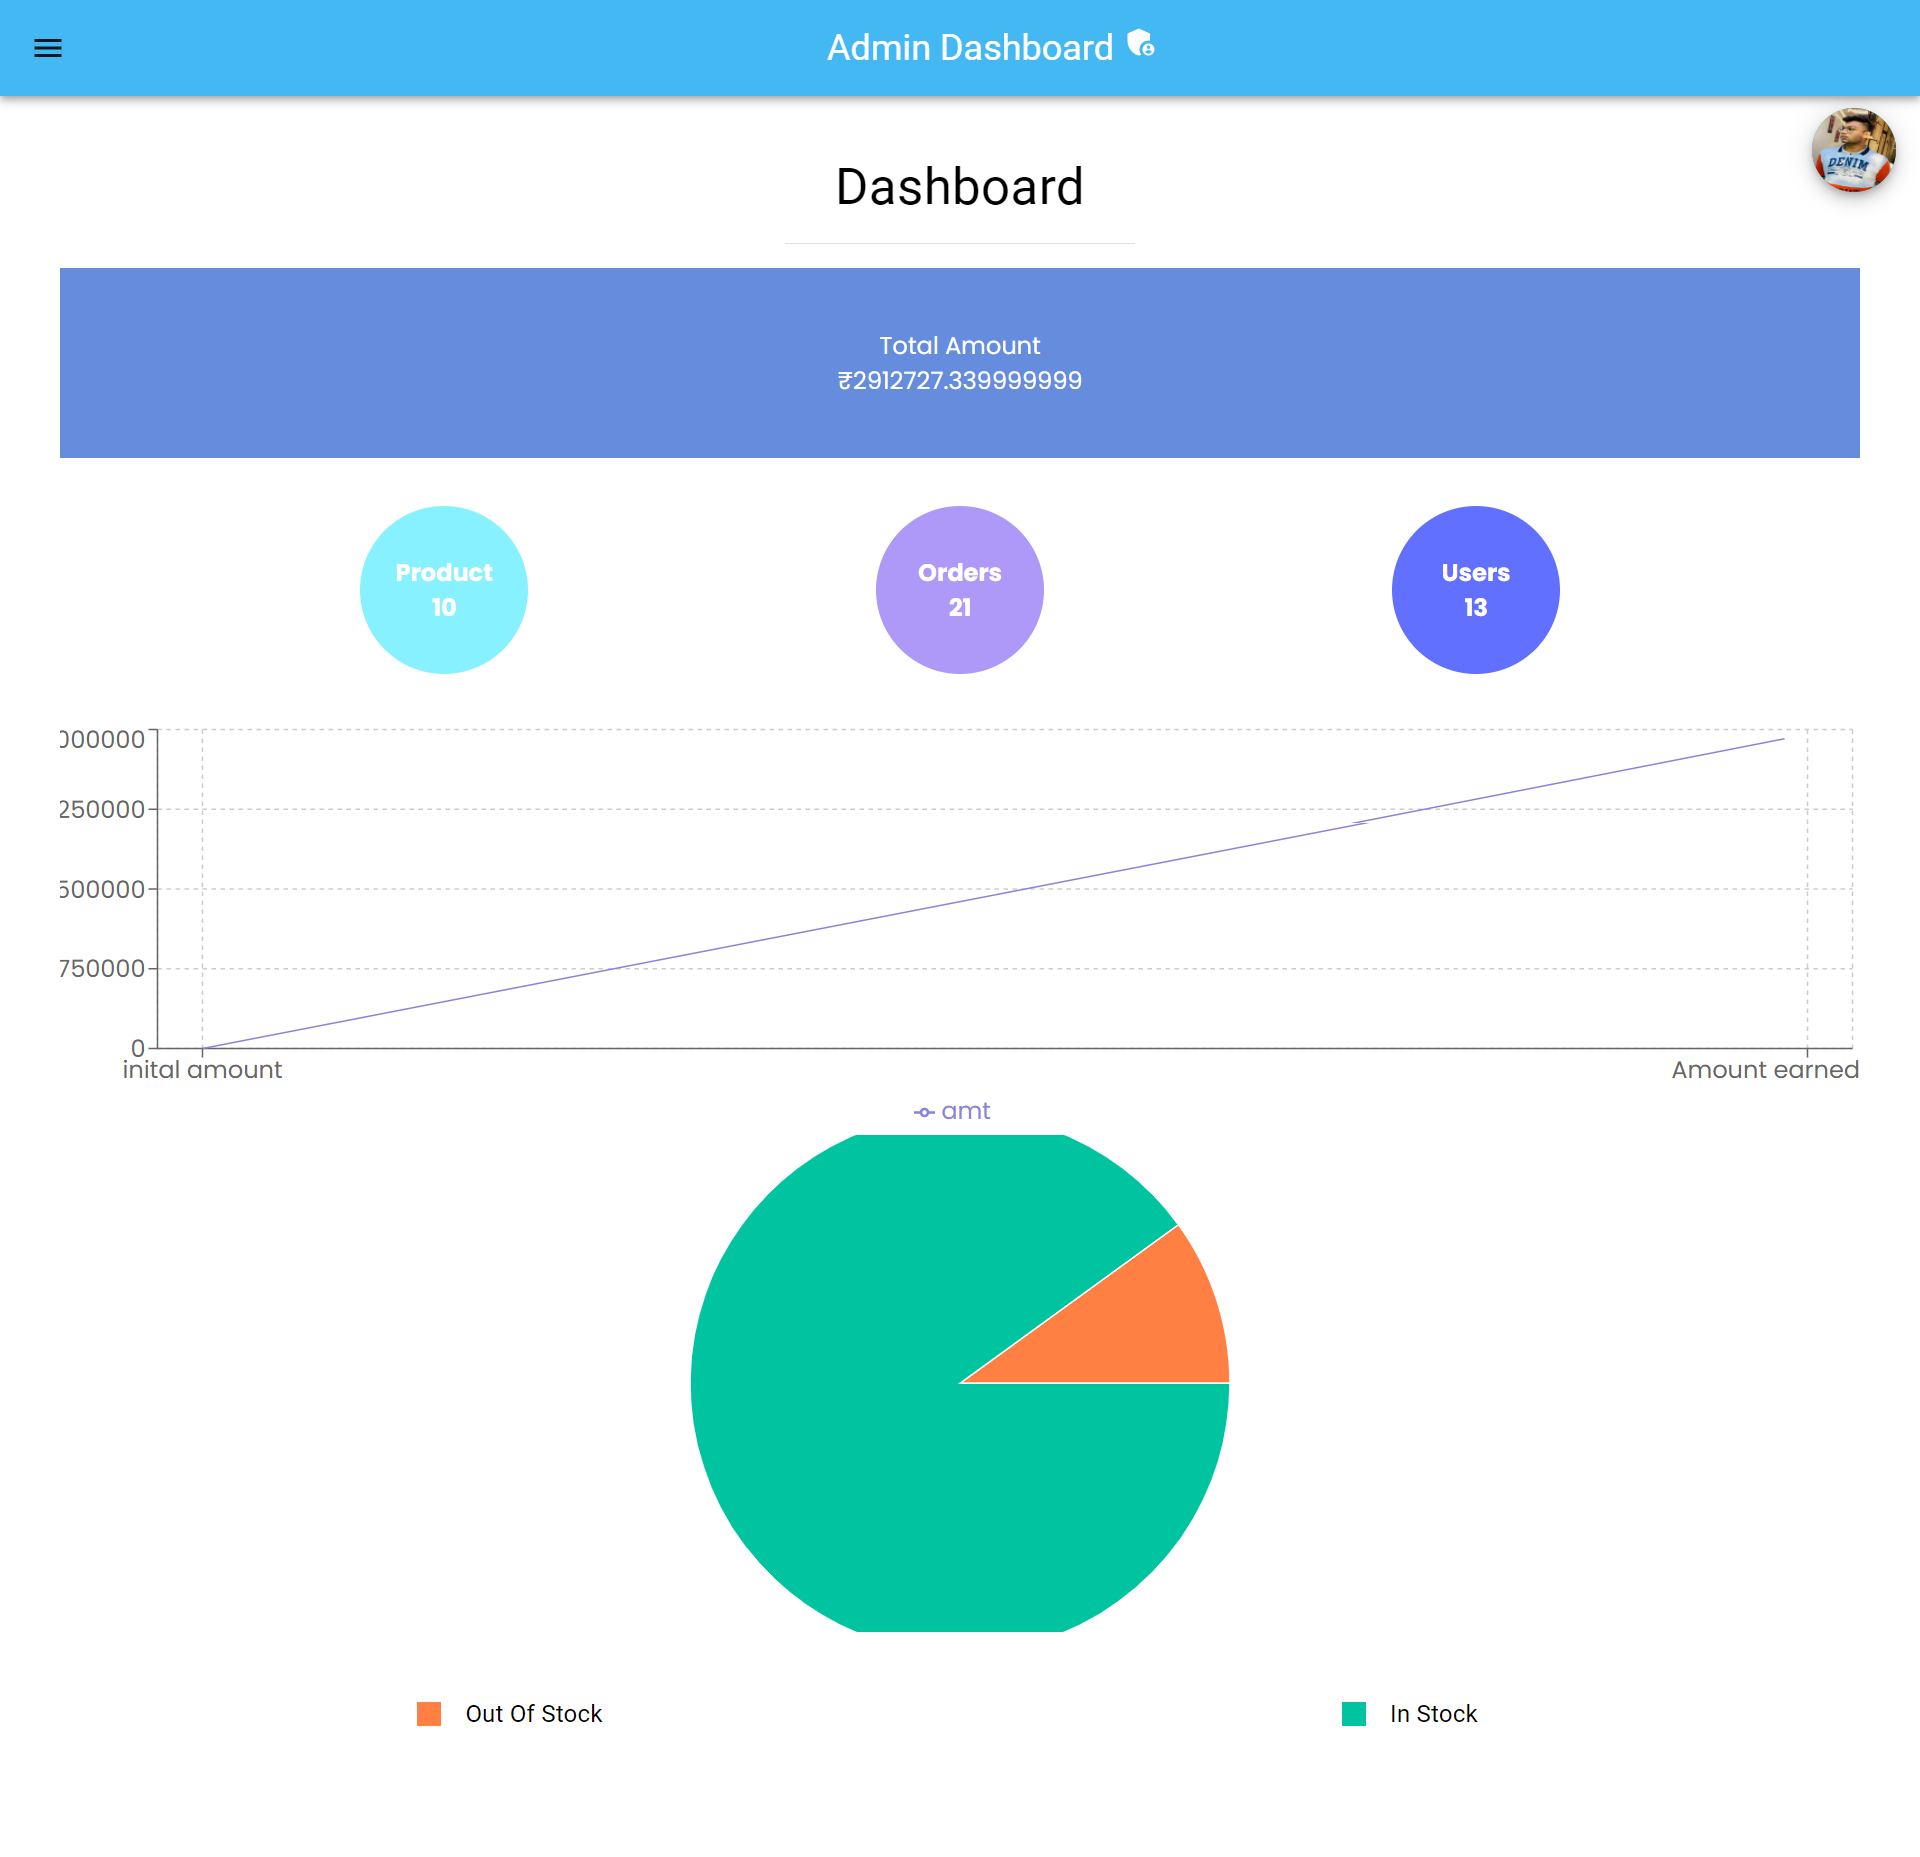 Admin Dashboard
DENIM
Dashboard
Total Amount
₹2912727.339999999
Product
10
Orders
21
Users
13
000000
250000
500000
750000
0
inital amount
Amount earned
amt
Out Of Stock
In Stock